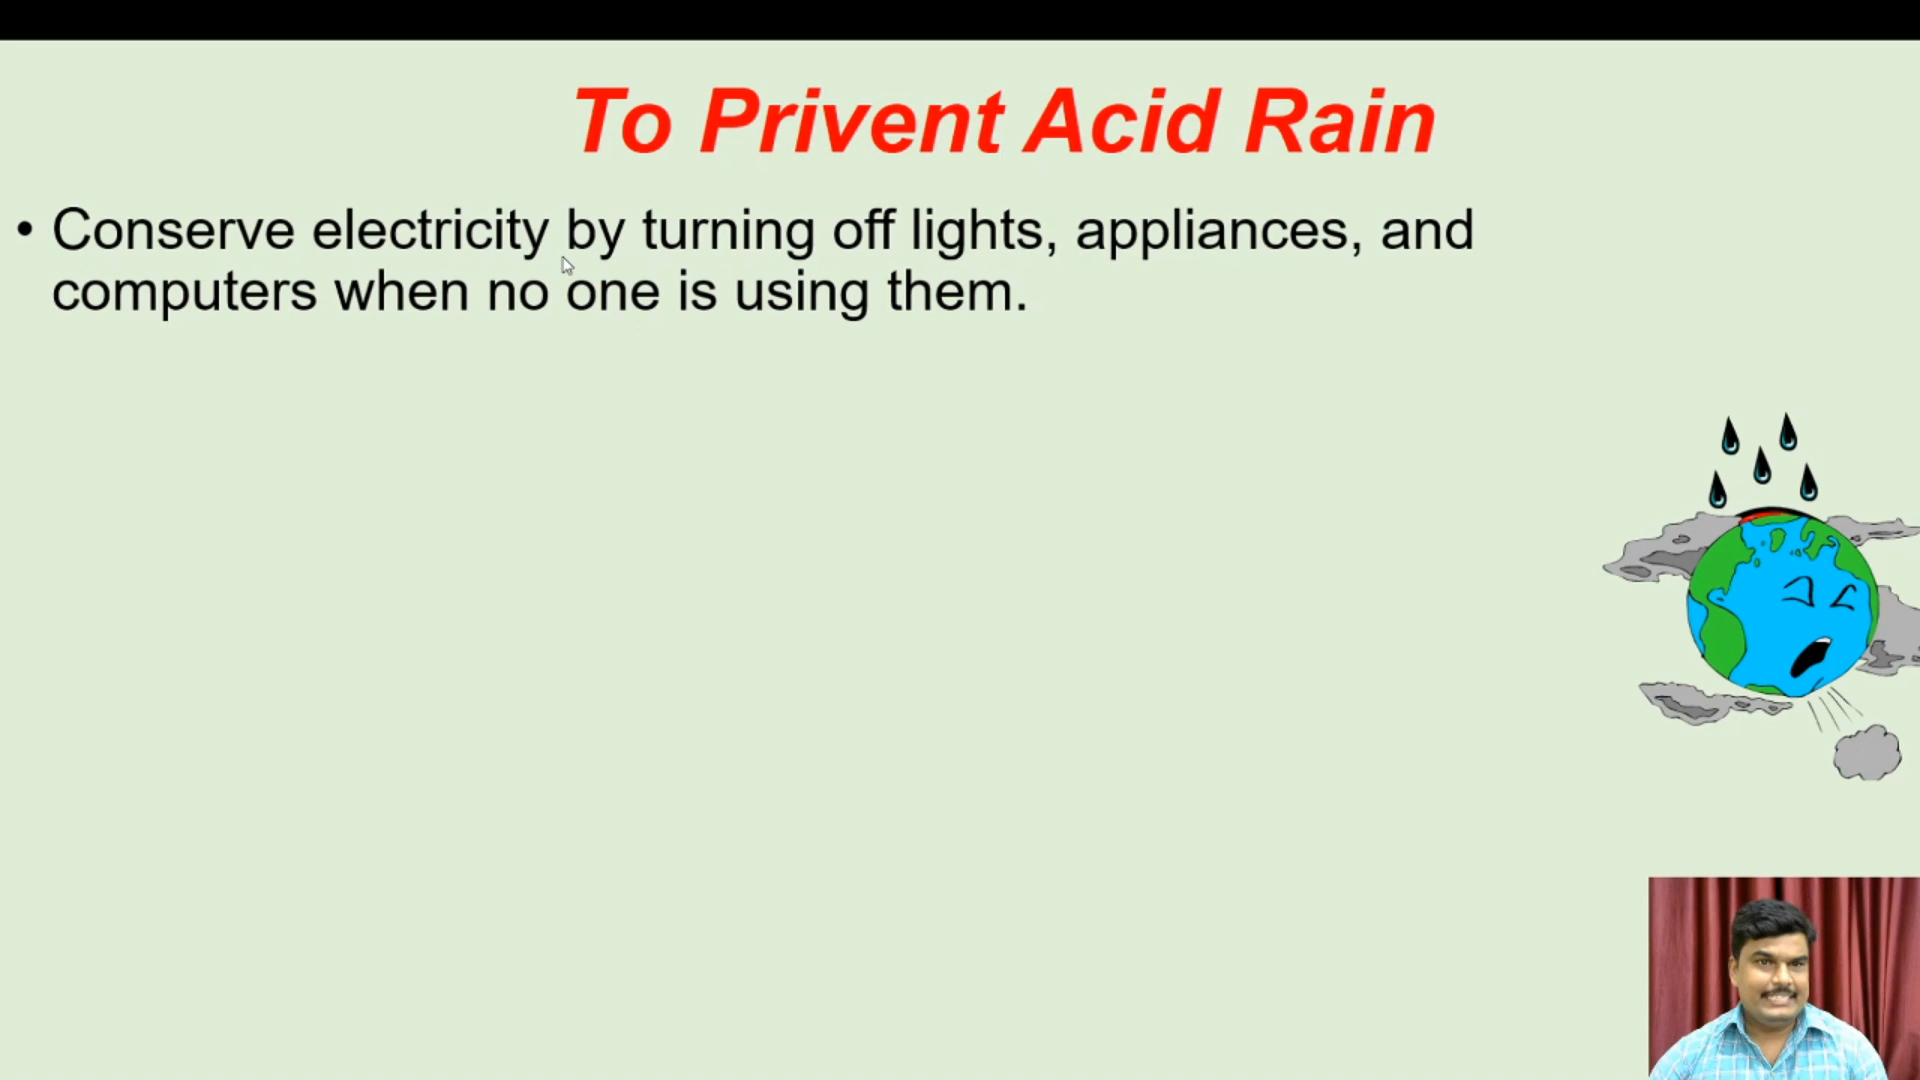 To Privent Acid Rain
• Conserve electricity by turning off lights, appliances, and
computers when no one is using them.